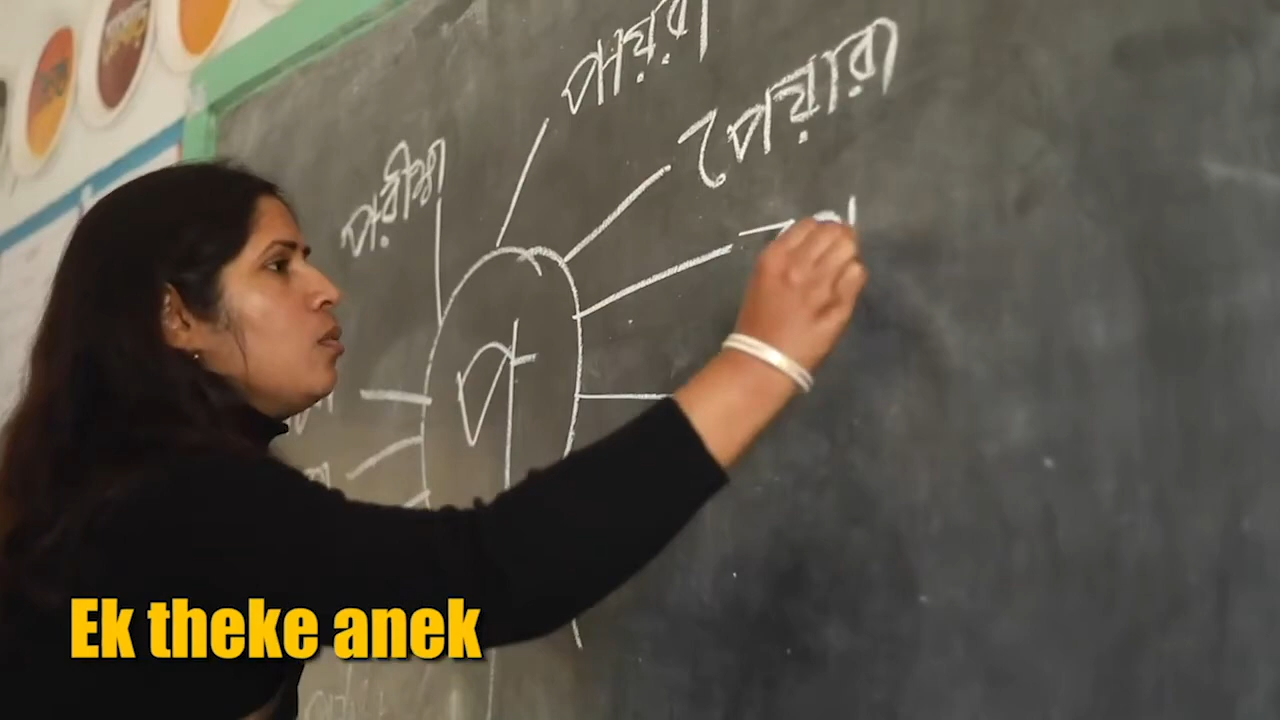 পায়রা
পেয়ারা
পরীক্ষা
প
Ek theke anek